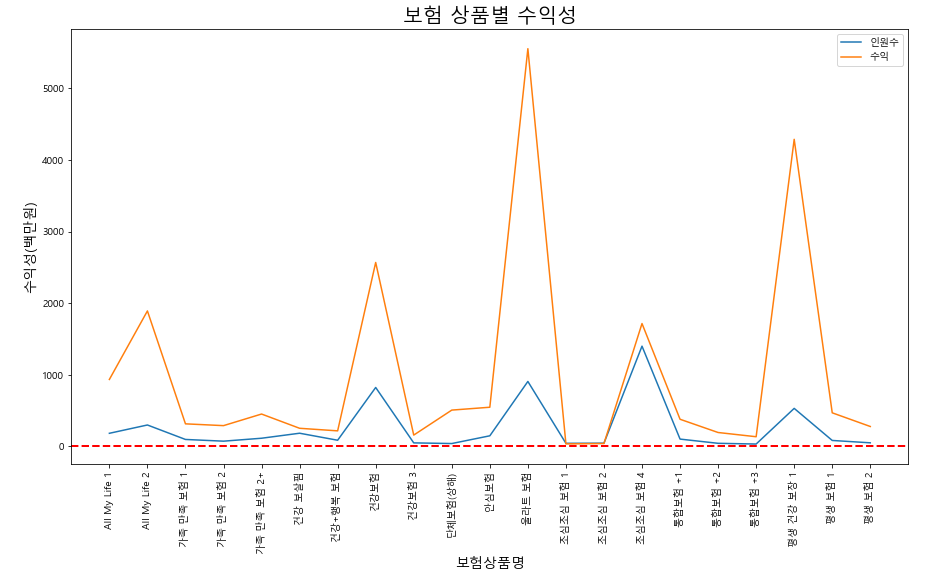 보험 상품별 수익성
인원수
수익
수익성(백만원)
5000
4000
3000
2000
1000
0
All My Life 1
All My Life 2
가족 만족 보험 1
가족 만족 보험 2
가족 만족 보험 2+
건강 보살핌
건강+행복 보험
건강보험
건강보험 3
단체보험(상해)
안심보험
울라트 보험
조심조심 보험 1
조심조심 보험 2
조심조심 보험 4
통합보험 +1
통합보험 +2
통합보험 +3
평생 건강 보장 1
평생 보험 1
평생 보험 2
보험상품명